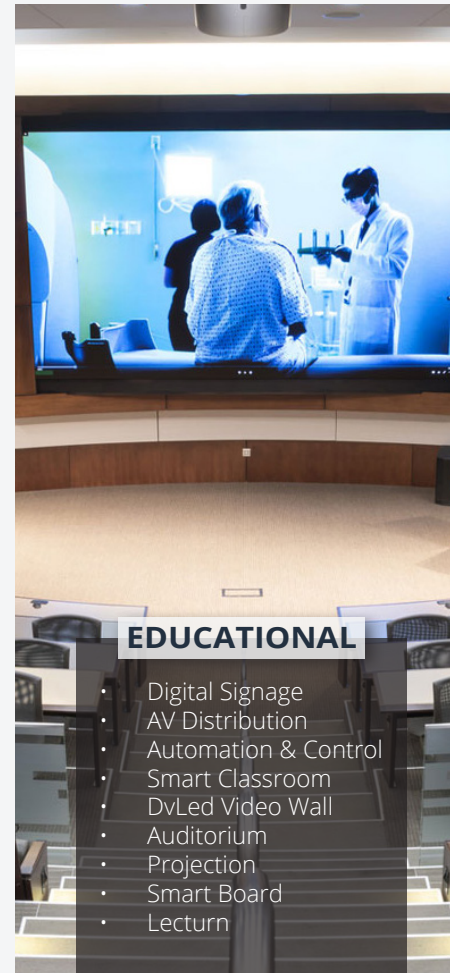 EDUCATIONAL
• Digital Signage
• AV Distribution
• Automation & Control
• Smart Classroom
• DvLed Video Wall
• Auditorium
• Projection
• Smart Board
• Lecturn